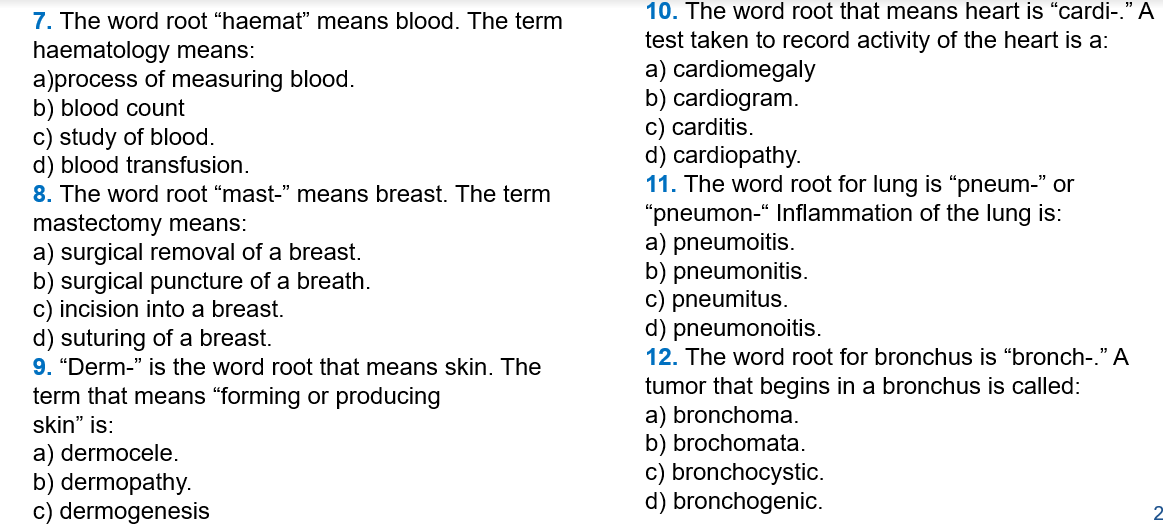 7. The word root “haemat” means blood. The term
haematology means:
a)process of measuring blood.
b) blood count
c) study of blood.
d) blood transfusion.
8. The word root “mast-” means breast. The term
mastectomy means:
a) surgical removal of a breast.
b) surgical puncture of a breath.
c) incision into a breast.
d) suturing of a breast.
9. “Derm-” is the word root that means skin. The
term that means “forming or producing
skin” is:
a) dermocele.
b) dermopathy.
c) dermogenesis
10. The word root that means heart is “cardi-.” A
test taken to record activity of the heart is a:
a) cardiomegaly
b) cardiogram.
c) carditis.
d) cardiopathy.
11. The word root for lung is “pneum-” or
“pneumon-“ Inflammation of the lung is:
a) pneumoitis.
b) pneumonitis.
c) pneumitus.
d) pneumonoitis.
12. The word root for bronchus is “bronch-.” A
tumor that begins in a bronchus is called:
a) bronchoma.
b) brochomata.
c) bronchocystic.
d) bronchogenic.
2